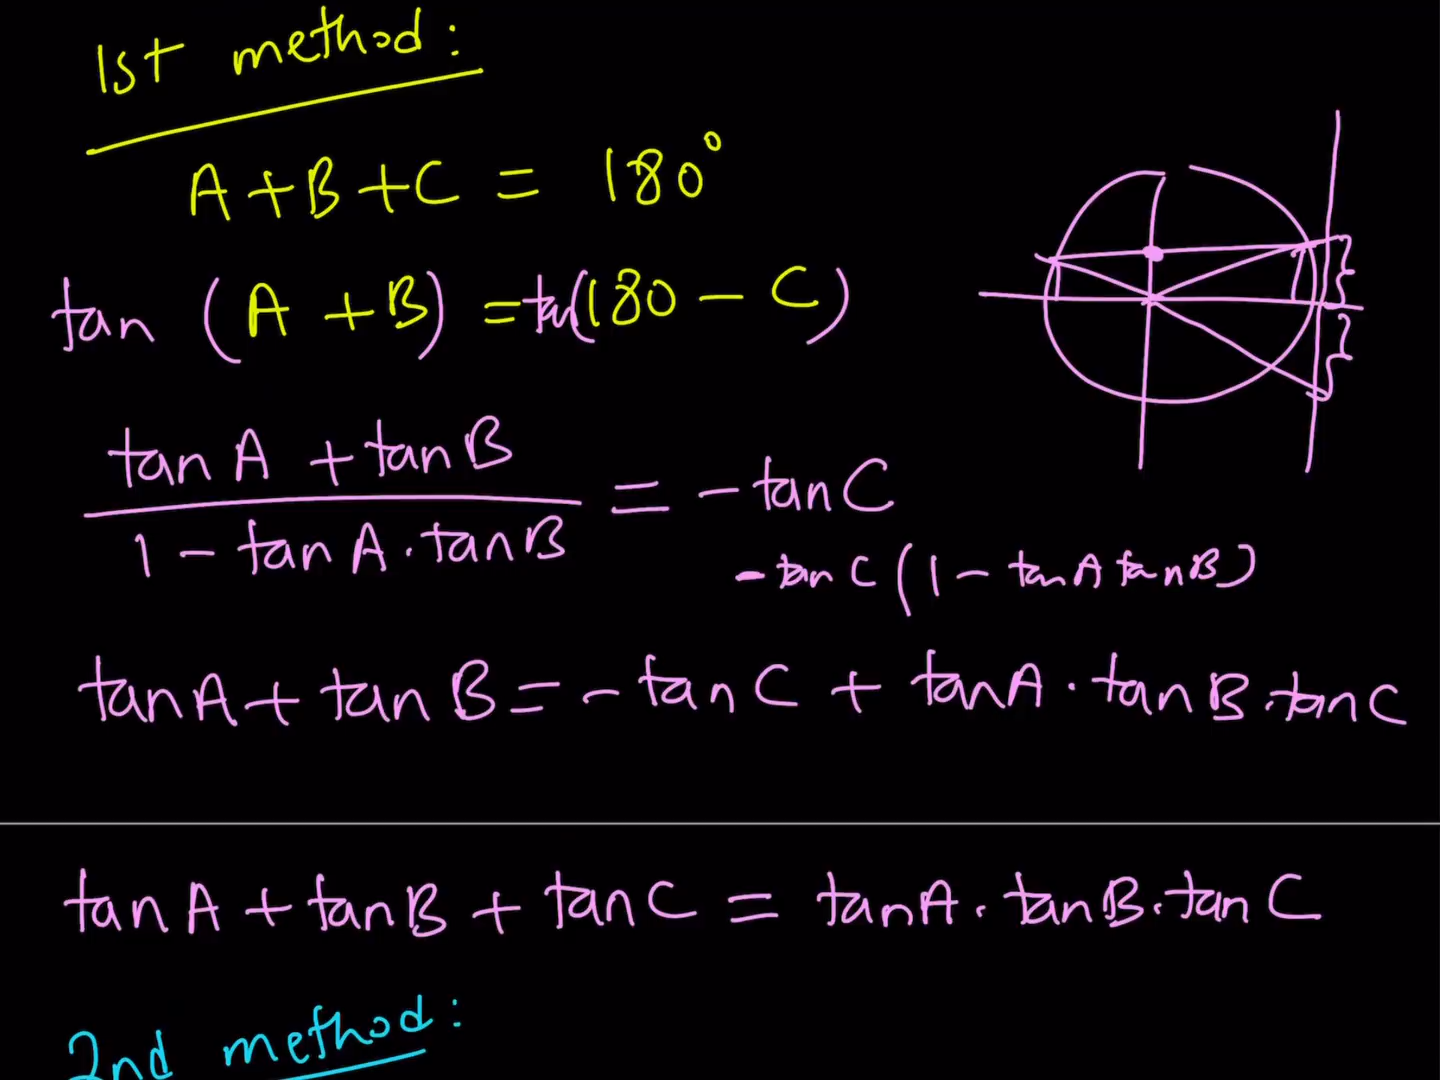 1st method:
A + B + C = 180°
tan (A + B) = tan(180 - C)
tan A + tan B
1 - tan A · tan B
= - tan C
- tan C (1 - tan A tan B)
tan A + tan B = - tan C + tan A · tan B · tan C
tan A + tan B + tan C = tan A · tan B · tan C
2nd method: